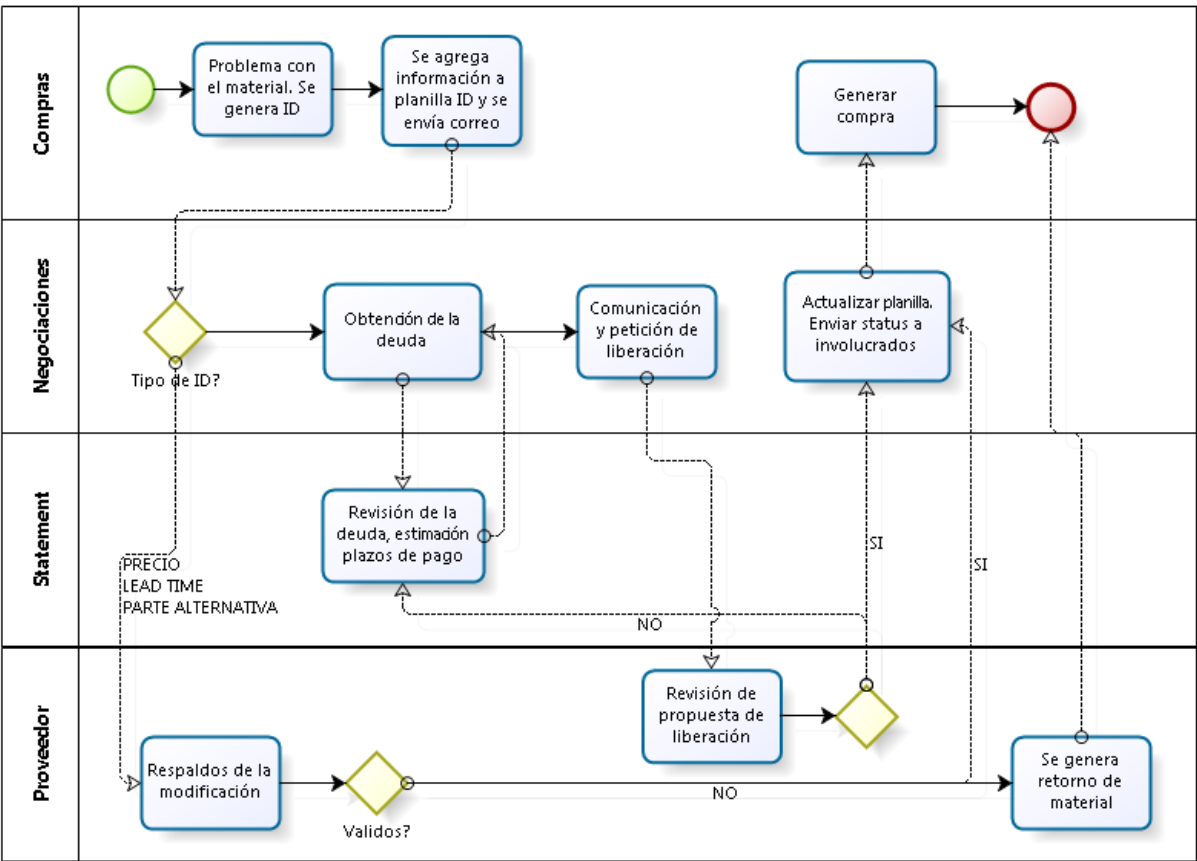 Compras
Problema con
el material. Se
genera ID
Se agrega
información a
planilla ID y se
envía correo
Generar
compra
Negociaciones
Tipo de ID?
Obtención de la
deuda
Comunicación
y petición de
liberación
Actualizar planilla.
Enviar status a
involucrados
Statement
PRECIO
LEAD TIME
PARTE ALTERNATIVA
Revisión de la
deuda, estimación
plazos de pago
NO
SI
SI
Proveedor
Respaldos de la
modificación
Validos?
NO
Revisión de
propuesta de
liberación
Se genera
retorno de
material